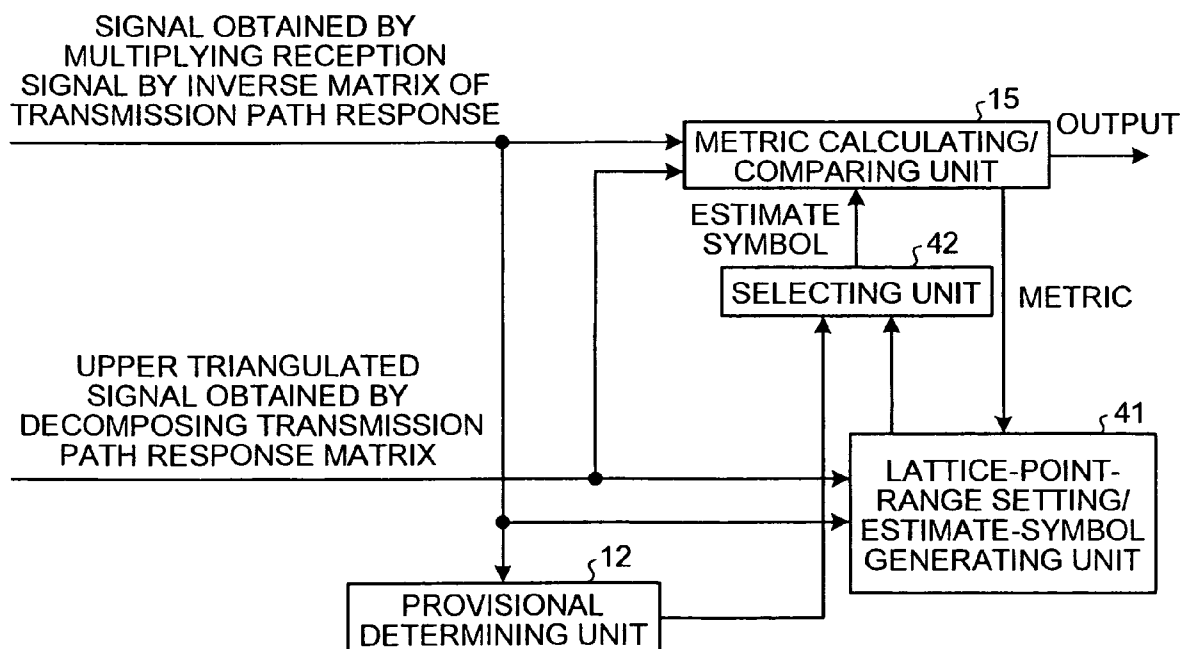 SIGNAL OBTAINED BY
MULTIPLYING RECEPTION
SIGNAL BY INVERSE MATRIX OF
TRANSMISSION PATH RESPONSE
15
METRIC CALCULATING/
COMPARING UNIT
OUTPUT
ESTIMATE
SYMBOL
42
SELECTING UNIT
METRIC
UPPER TRIANGULATED
SIGNAL OBTAINED BY
DECOMPOSING TRANSMISSION
PATH RESPONSE MATRIX
41
LATTICE-POINT-
RANGE SETTING/
ESTIMATE-SYMBOL
GENERATING UNIT
12
PROVISIONAL
DETERMINING UNIT